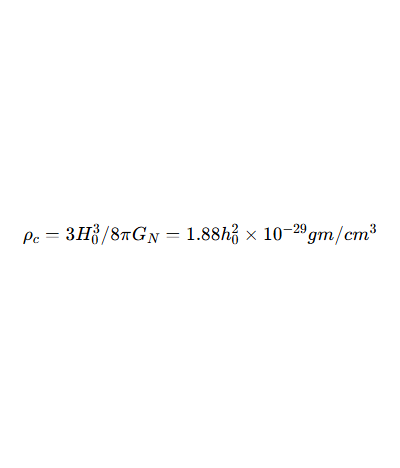 ρ_c = 3H_0^3/8πG_N = 1.88h_0^2 × 10^{-29}gm/cm^3